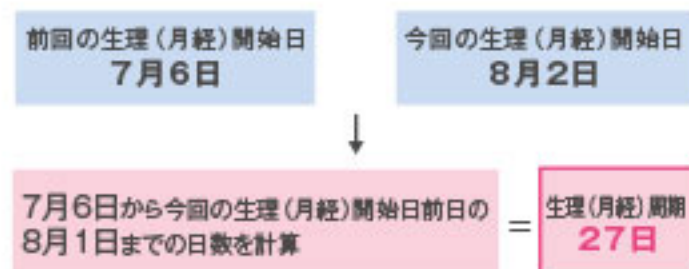 前回の生理(月経)開始日
7月6日
今回の生理(月経)開始日
8月2日
↓
7月6日から今回の生理(月経)開始日前日の
8月1日までの日数を計算
=
生理(月経)周期
27日